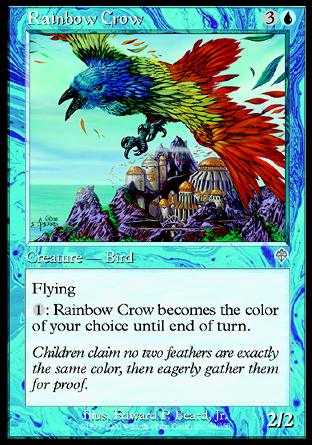 Rainbow Crow 3
Creature — Bird
Flying
1: Rainbow Crow becomes the color
of your choice until end of turn.
Children claim no two feathers are exactly
the same color, then eagerly gather them
for proof.
Illus. Edward P. Beard, Jr.
2/2